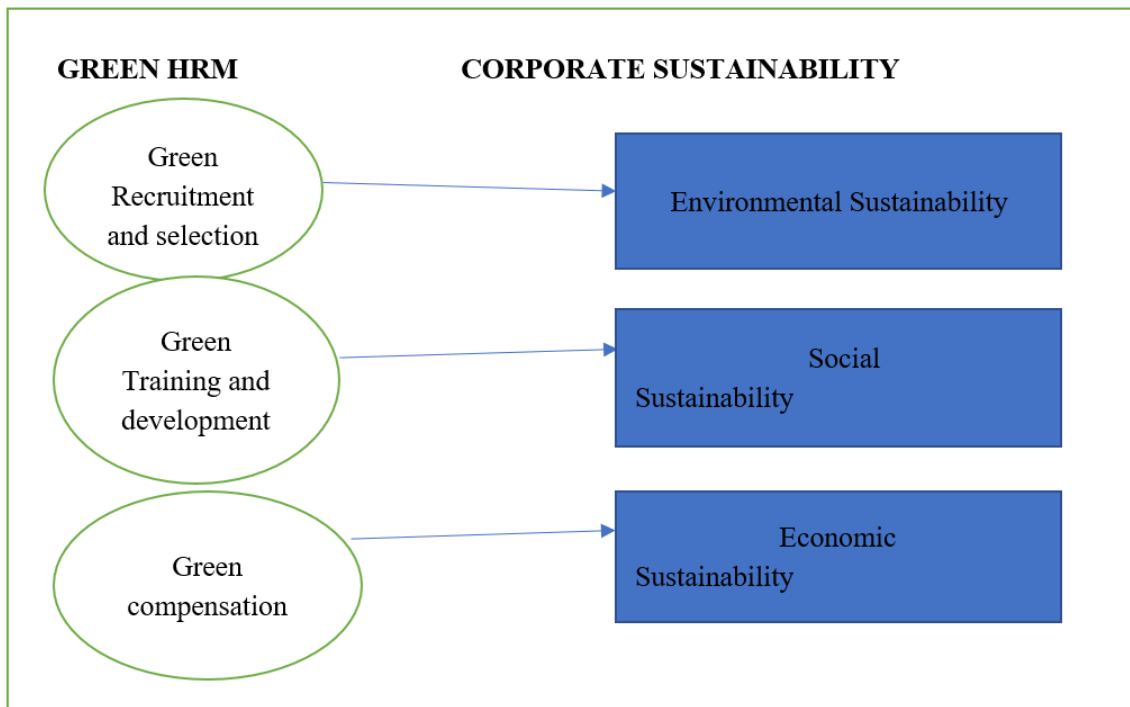 GREEN HRM
CORPORATE SUSTAINABILITY
Green
Recruitment
and selection
Environmental Sustainability
Green
Training and
development
Social
Sustainability
Green
compensation
Economic
Sustainability